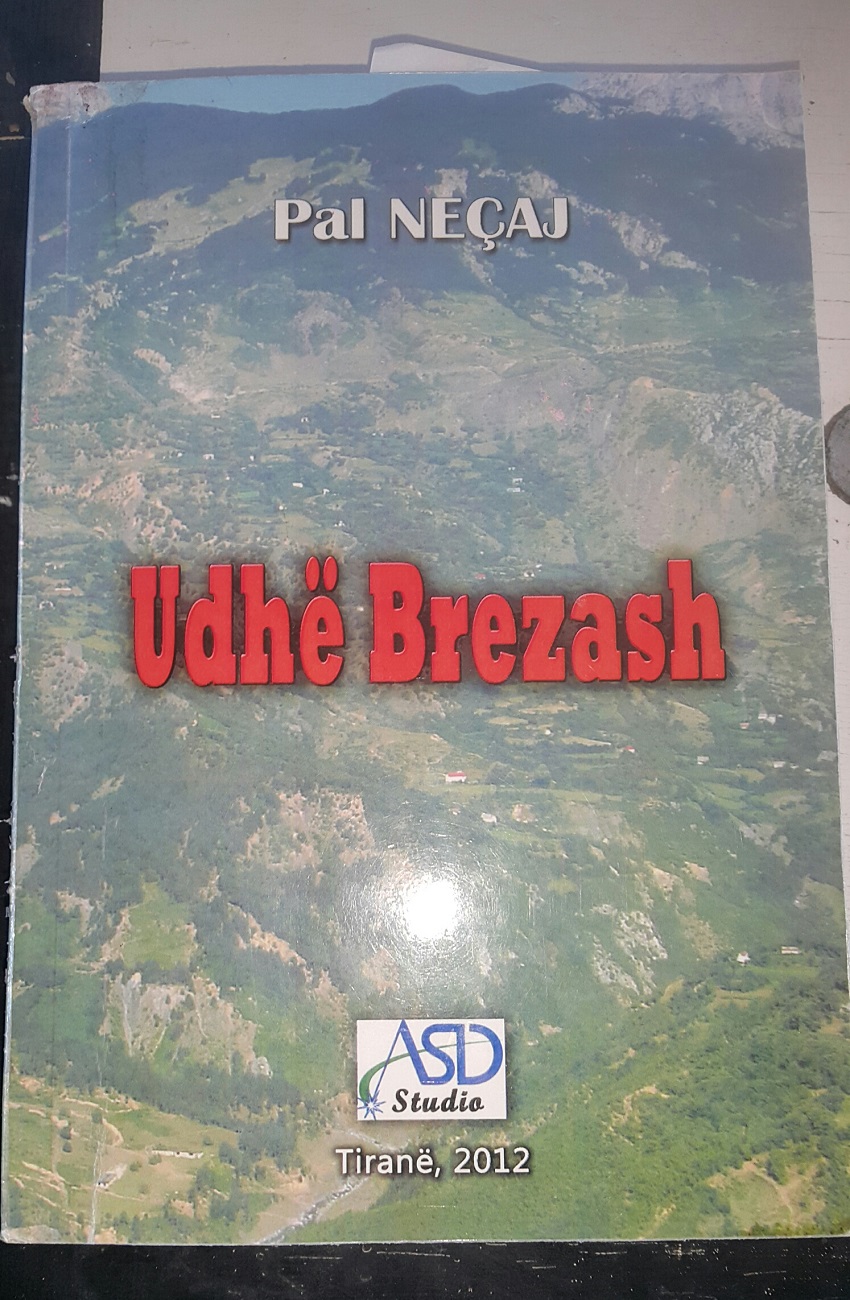 Pal NEÇAJ
Udhë Brezash
ASD
Studio
Tiranë, 2012